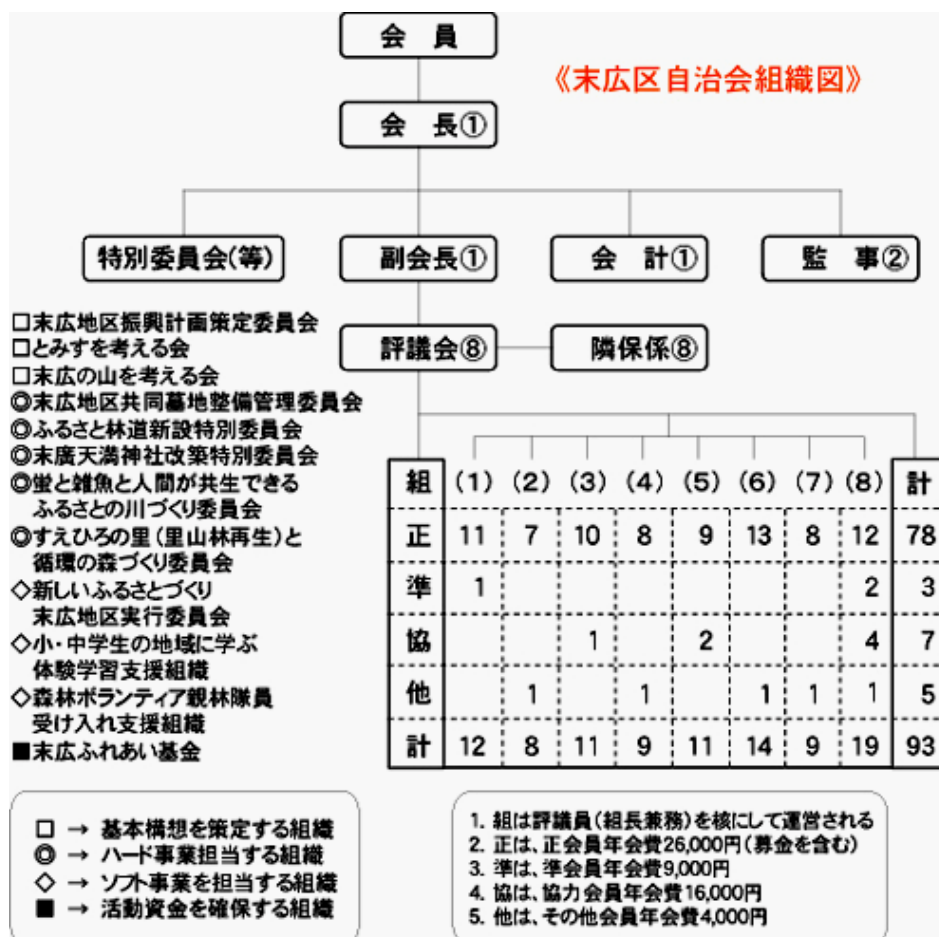 会 員
《末広区自治会組織図》
会 長①
特別委員会(等)
副会長①
会 計①
監 事②
評議会⑧
隣保係⑧
□末広地区振興計画策定委員会
□とみすを考える会
□末広の山を考える会
◎末広地区共同墓地整備管理委員会
◎ふるさと林道新設特別委員会
◎末廣天満神社改築特別委員会
◎蛍と雑魚と人間が共生できる
ふるさとの川づくり委員会
◎すえひろの里(里山林再生)と
循環の森づくり委員会
◇新しいふるさとづくり
末広地区実行委員会
◇小・中学生の地域に学ぶ
体験学習支援組織
◇森林ボランティア親林隊員
受け入れ支援組織
■末広ふれあい基金
組 (1) (2) (3) (4) (5) (6) (7) (8) 計
正 11 7 10 8 9 13 8 12 78
準 1 2 3
協 1 2 4 7
他 1 1 1 1 1 5
計 12 8 11 9 11 14 9 19 93
□ → 基本構想を策定する組織
◎ → ハード事業担当する組織
◇ → ソフト事業を担当する組織
■ → 活動資金を確保する組織
1. 組は評議員(組長兼務)を核にして運営される
2. 正は、正会員年会費26,000円(募金を含む)
3. 準は、準会員年会費9,000円
4. 協は、協力会員年会費16,000円
5. 他は、その他会員年会費4,000円